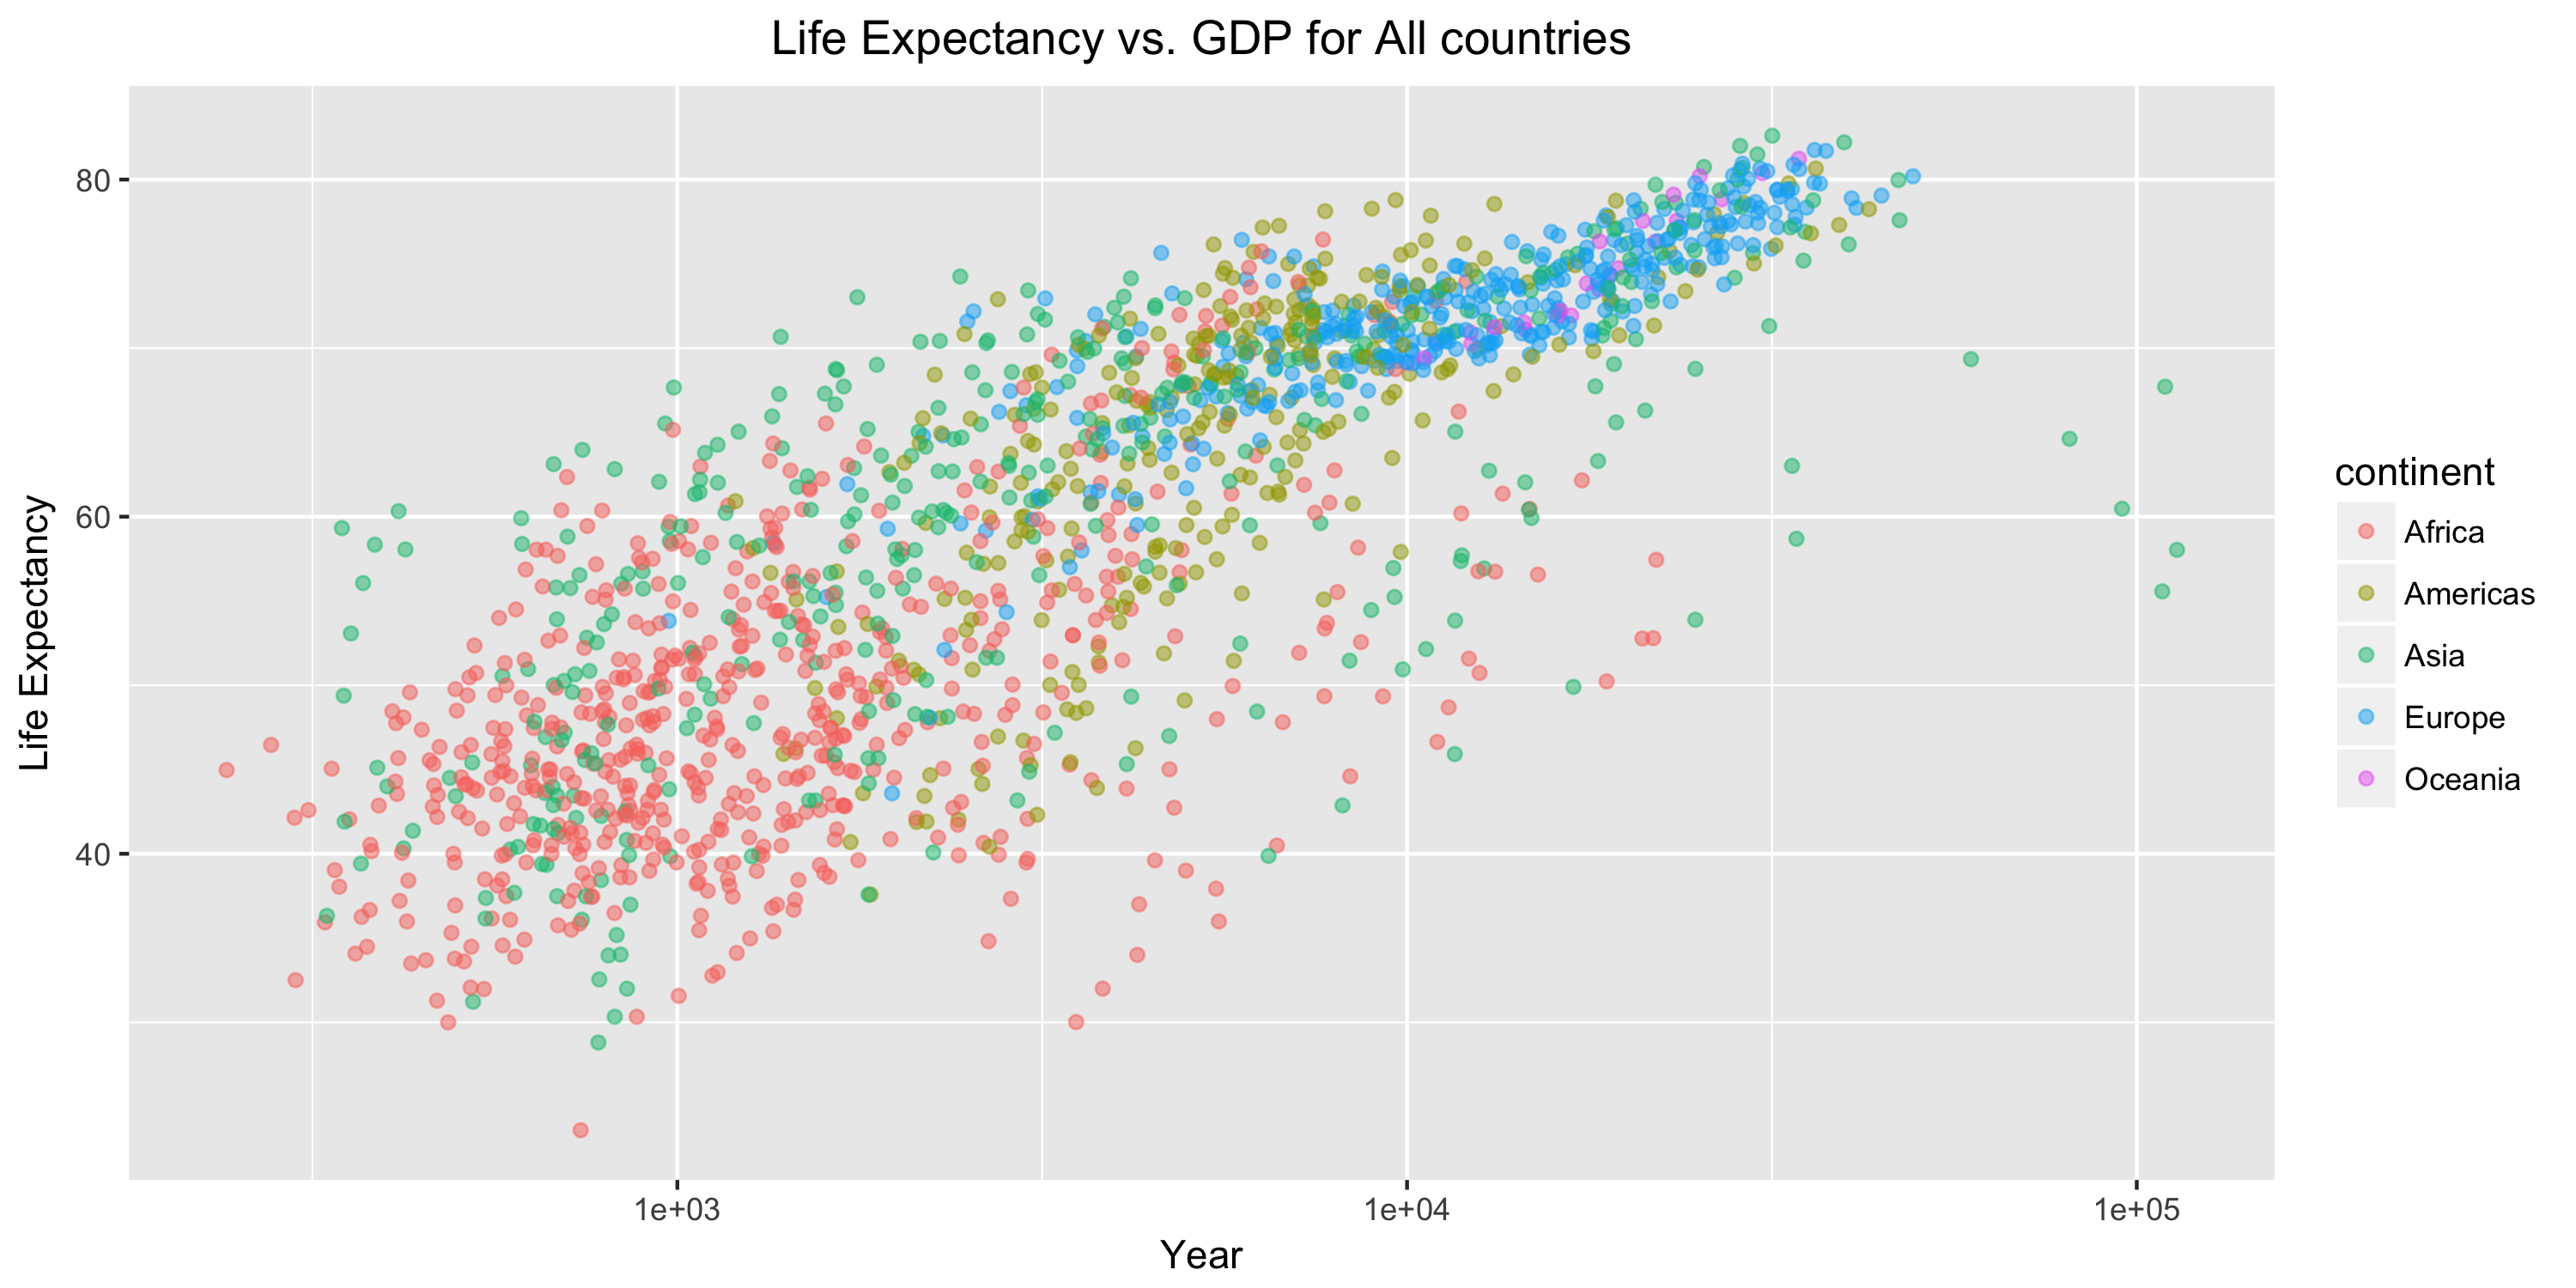 Life Expectancy vs. GDP for All countries
80
60
40
Life Expectancy
1e+03
1e+04
1e+05
Year
continent
Africa
Americas
Asia
Europe
Oceania